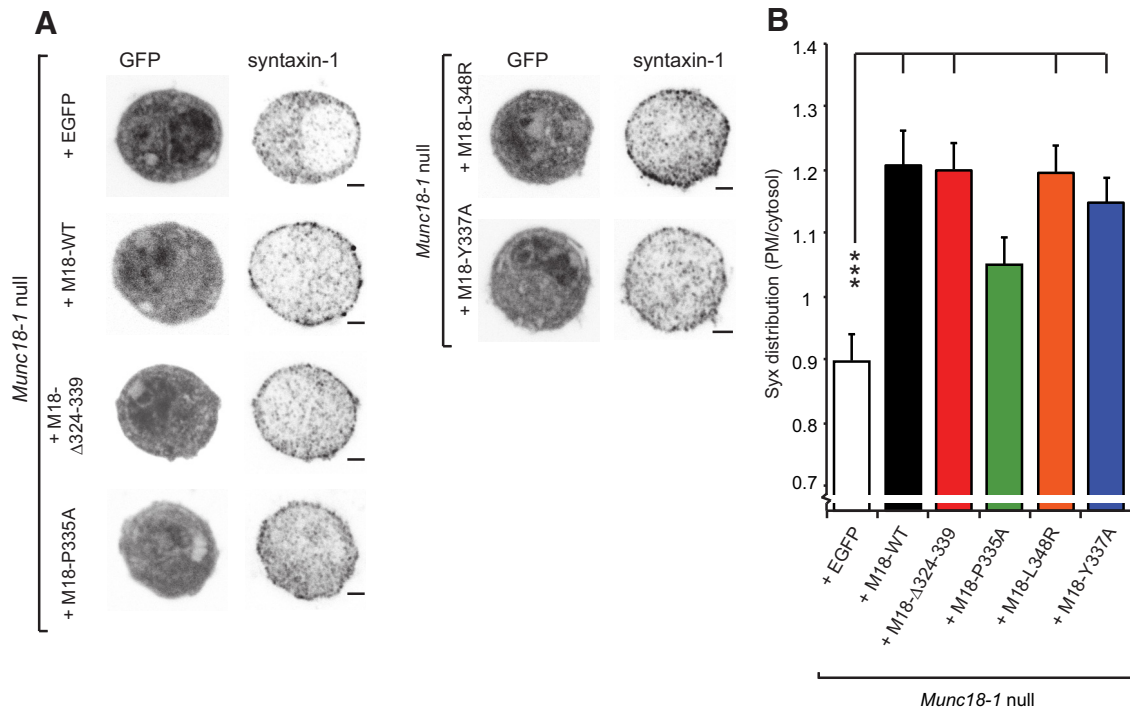 A
GFP
syntaxin-1
Munc18-1 null
+ EGFP
+ M18-WT
+ M18-
Δ324-339
+ M18-P335A
GFP
syntaxin-1
Munc18-1 null
+ M18-L348R
+ M18-Y337A
B
Syx distribution (PM/cytosol)
1.4
1.3
1.2
1.1
1
0.9
0.8
0.7
***
+ EGFP
+ M18-WT
+ M18-Δ324-339
+ M18-P335A
+ M18-L348R
+ M18-Y337A
Munc18-1 null